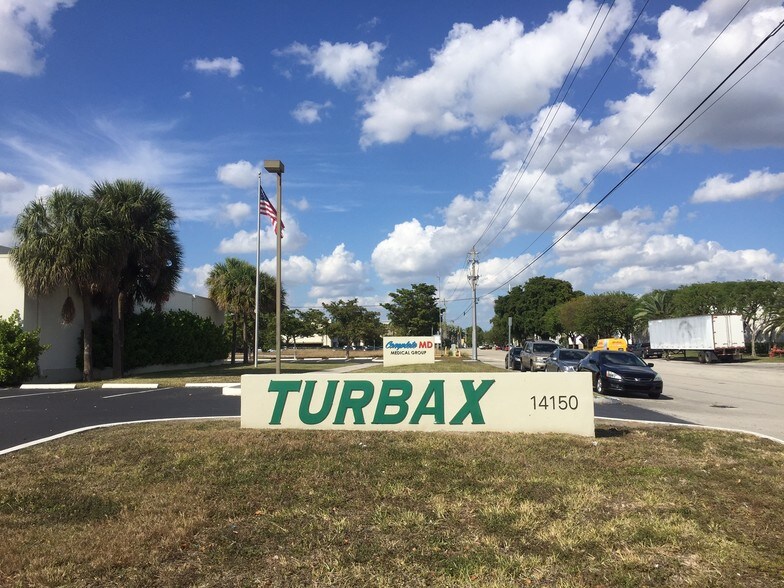 Complete MD
MEDICAL GROUP
TURBAX 14150